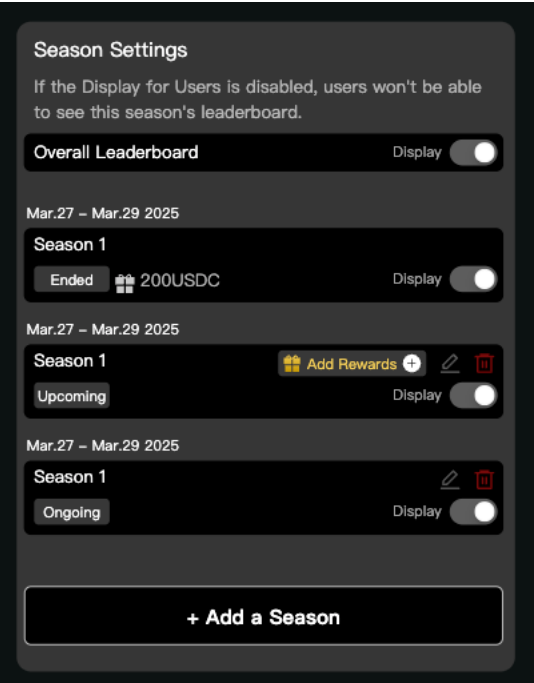 Season Settings
If the Display for Users is disabled, users won't be able
to see this season's leaderboard.
Overall Leaderboard Display
Mar.27 – Mar.29 2025
Season 1
Ended 200USDC Display
Mar.27 – Mar.29 2025
Season 1 Add Rewards +
Upcoming Display
Mar.27 – Mar.29 2025
Season 1
Ongoing Display
+ Add a Season